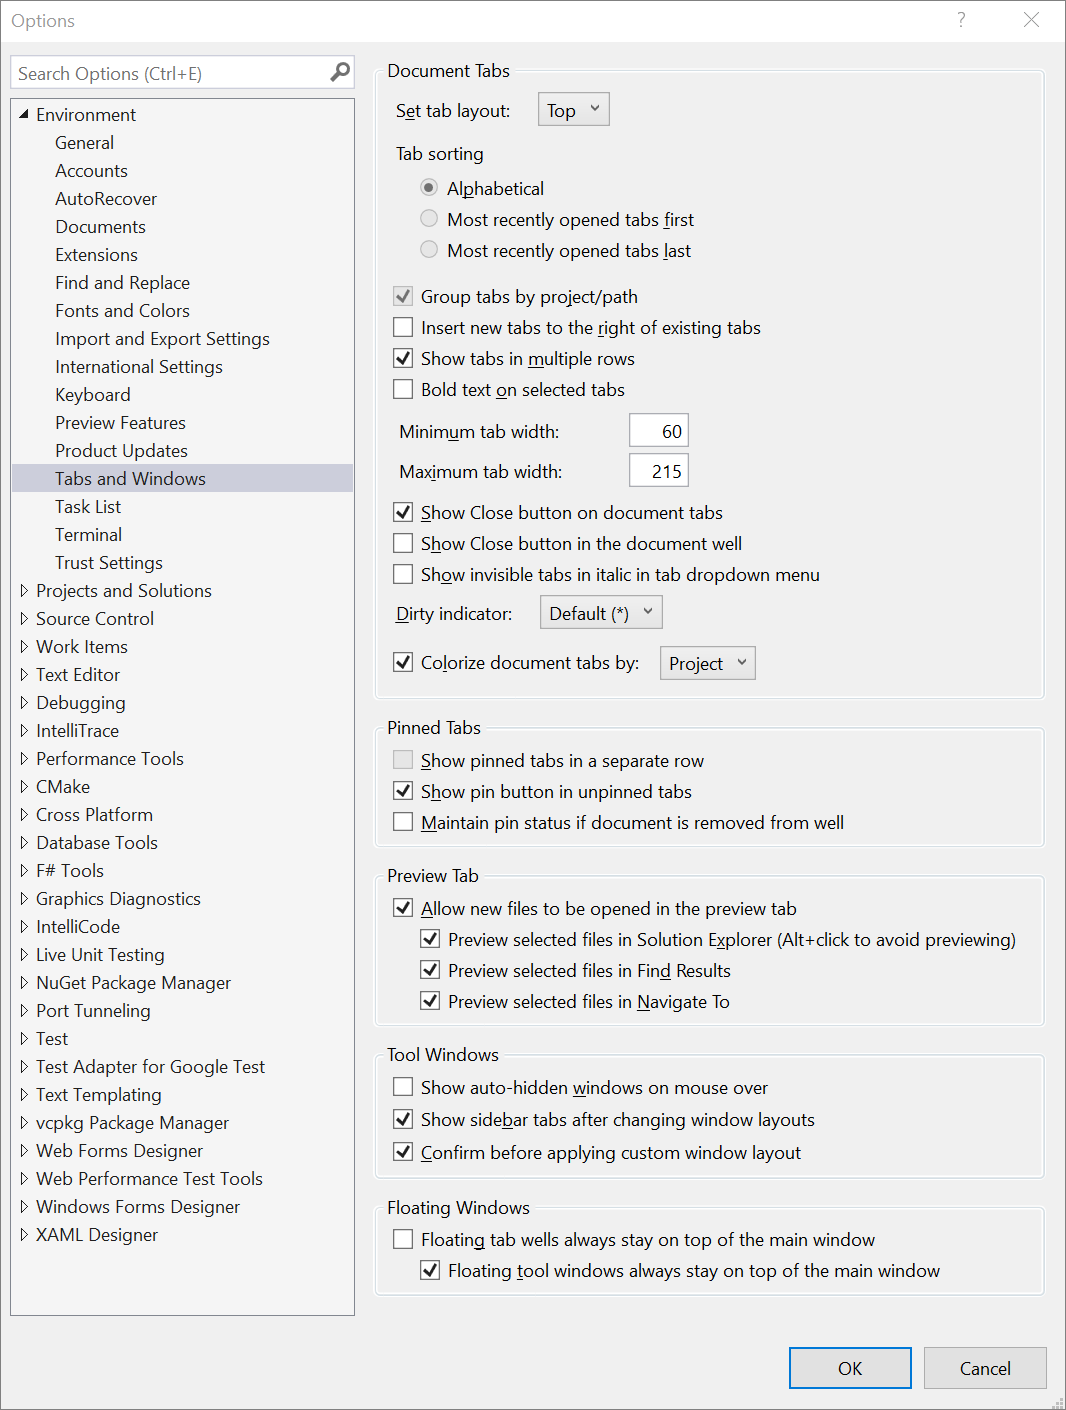 Options
?
Search Options (Ctrl+E)
Environment
General
Accounts
AutoRecover
Documents
Extensions
Find and Replace
Fonts and Colors
Import and Export Settings
International Settings
Keyboard
Preview Features
Product Updates
Tabs and Windows
Task List
Terminal
Trust Settings
Projects and Solutions
Source Control
Work Items
Text Editor
Debugging
IntelliTrace
Performance Tools
CMake
Cross Platform
Database Tools
F# Tools
Graphics Diagnostics
IntelliCode
Live Unit Testing
NuGet Package Manager
Port Tunneling
Test
Test Adapter for Google Test
Text Templating
vcpkg Package Manager
Web Forms Designer
Web Performance Test Tools
Windows Forms Designer
XAML Designer
Document Tabs
Set tab layout: Top
Tab sorting
Alphabetical
Most recently opened tabs first
Most recently opened tabs last
Group tabs by project/path
Insert new tabs to the right of existing tabs
Show tabs in multiple rows
Bold text on selected tabs
Minimum tab width: 60
Maximum tab width: 215
Show Close button on document tabs
Show Close button in the document well
Show invisible tabs in italic in tab dropdown menu
Dirty indicator: Default (*)
Colorize document tabs by: Project
Pinned Tabs
Show pinned tabs in a separate row
Show pin button in unpinned tabs
Maintain pin status if document is removed from well
Preview Tab
Allow new files to be opened in the preview tab
Preview selected files in Solution Explorer (Alt+click to avoid previewing)
Preview selected files in Find Results
Preview selected files in Navigate To
Tool Windows
Show auto-hidden windows on mouse over
Show sidebar tabs after changing window layouts
Confirm before applying custom window layout
Floating Windows
Floating tab wells always stay on top of the main window
Floating tool windows always stay on top of the main window
OK
Cancel